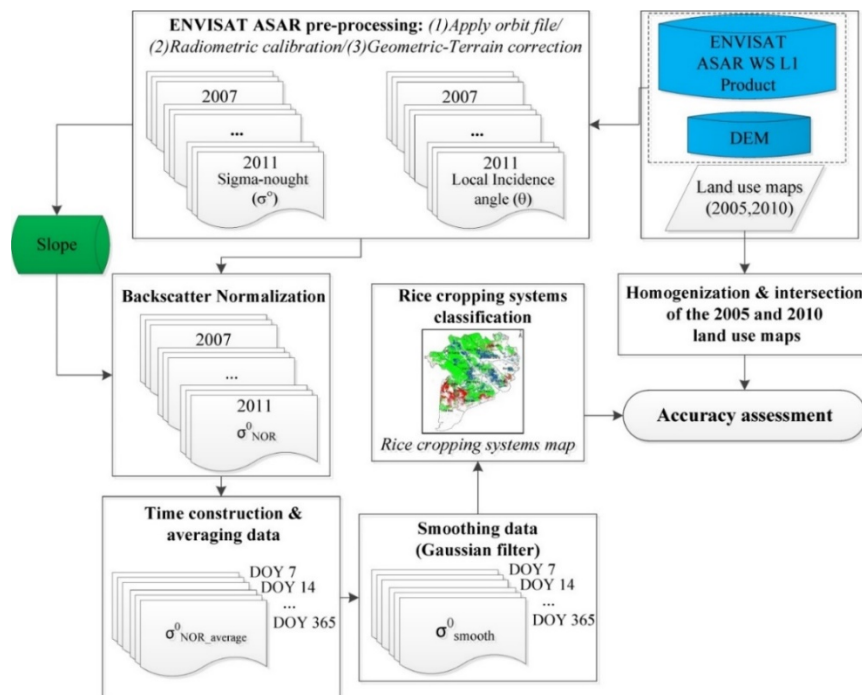 ENVISAT ASAR pre-processing: (1)Apply orbit file/
(2)Radiometric calibration/(3)Geometric-Terrain correction
2007
...
2011
Sigma-nought
(σ°)
2007
...
2011
Local Incidence
angle (θ)
ENVISAT
ASAR WS L1
Product
DEM
Land use maps
(2005,2010)
Slope
Backscatter Normalization
2007
...
2011
σ⁰NOR
Rice cropping systems
classification
Rice cropping systems map
Homogenization & intersection
of the 2005 and 2010
land use maps
Accuracy assessment
Time construction &
averaging data
DOY 7
DOY 14
...
DOY 365
σ⁰NOR_average
Smoothing data
(Gaussian filter)
DOY 7
DOY 14
...
DOY 365
σ⁰smooth